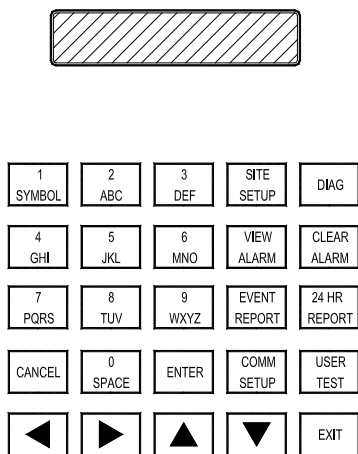 1 2 3 SITE DIAG
SYMBOL ABC DEF SETUP
4 5 6 VIEW CLEAR
GHI JKL MNO ALARM ALARM
7 8 9 EVENT 24 HR
PQRS TUV WXYZ REPORT REPORT
CANCEL 0 ENTER COMM USER
SPACE SETUP TEST
EXIT